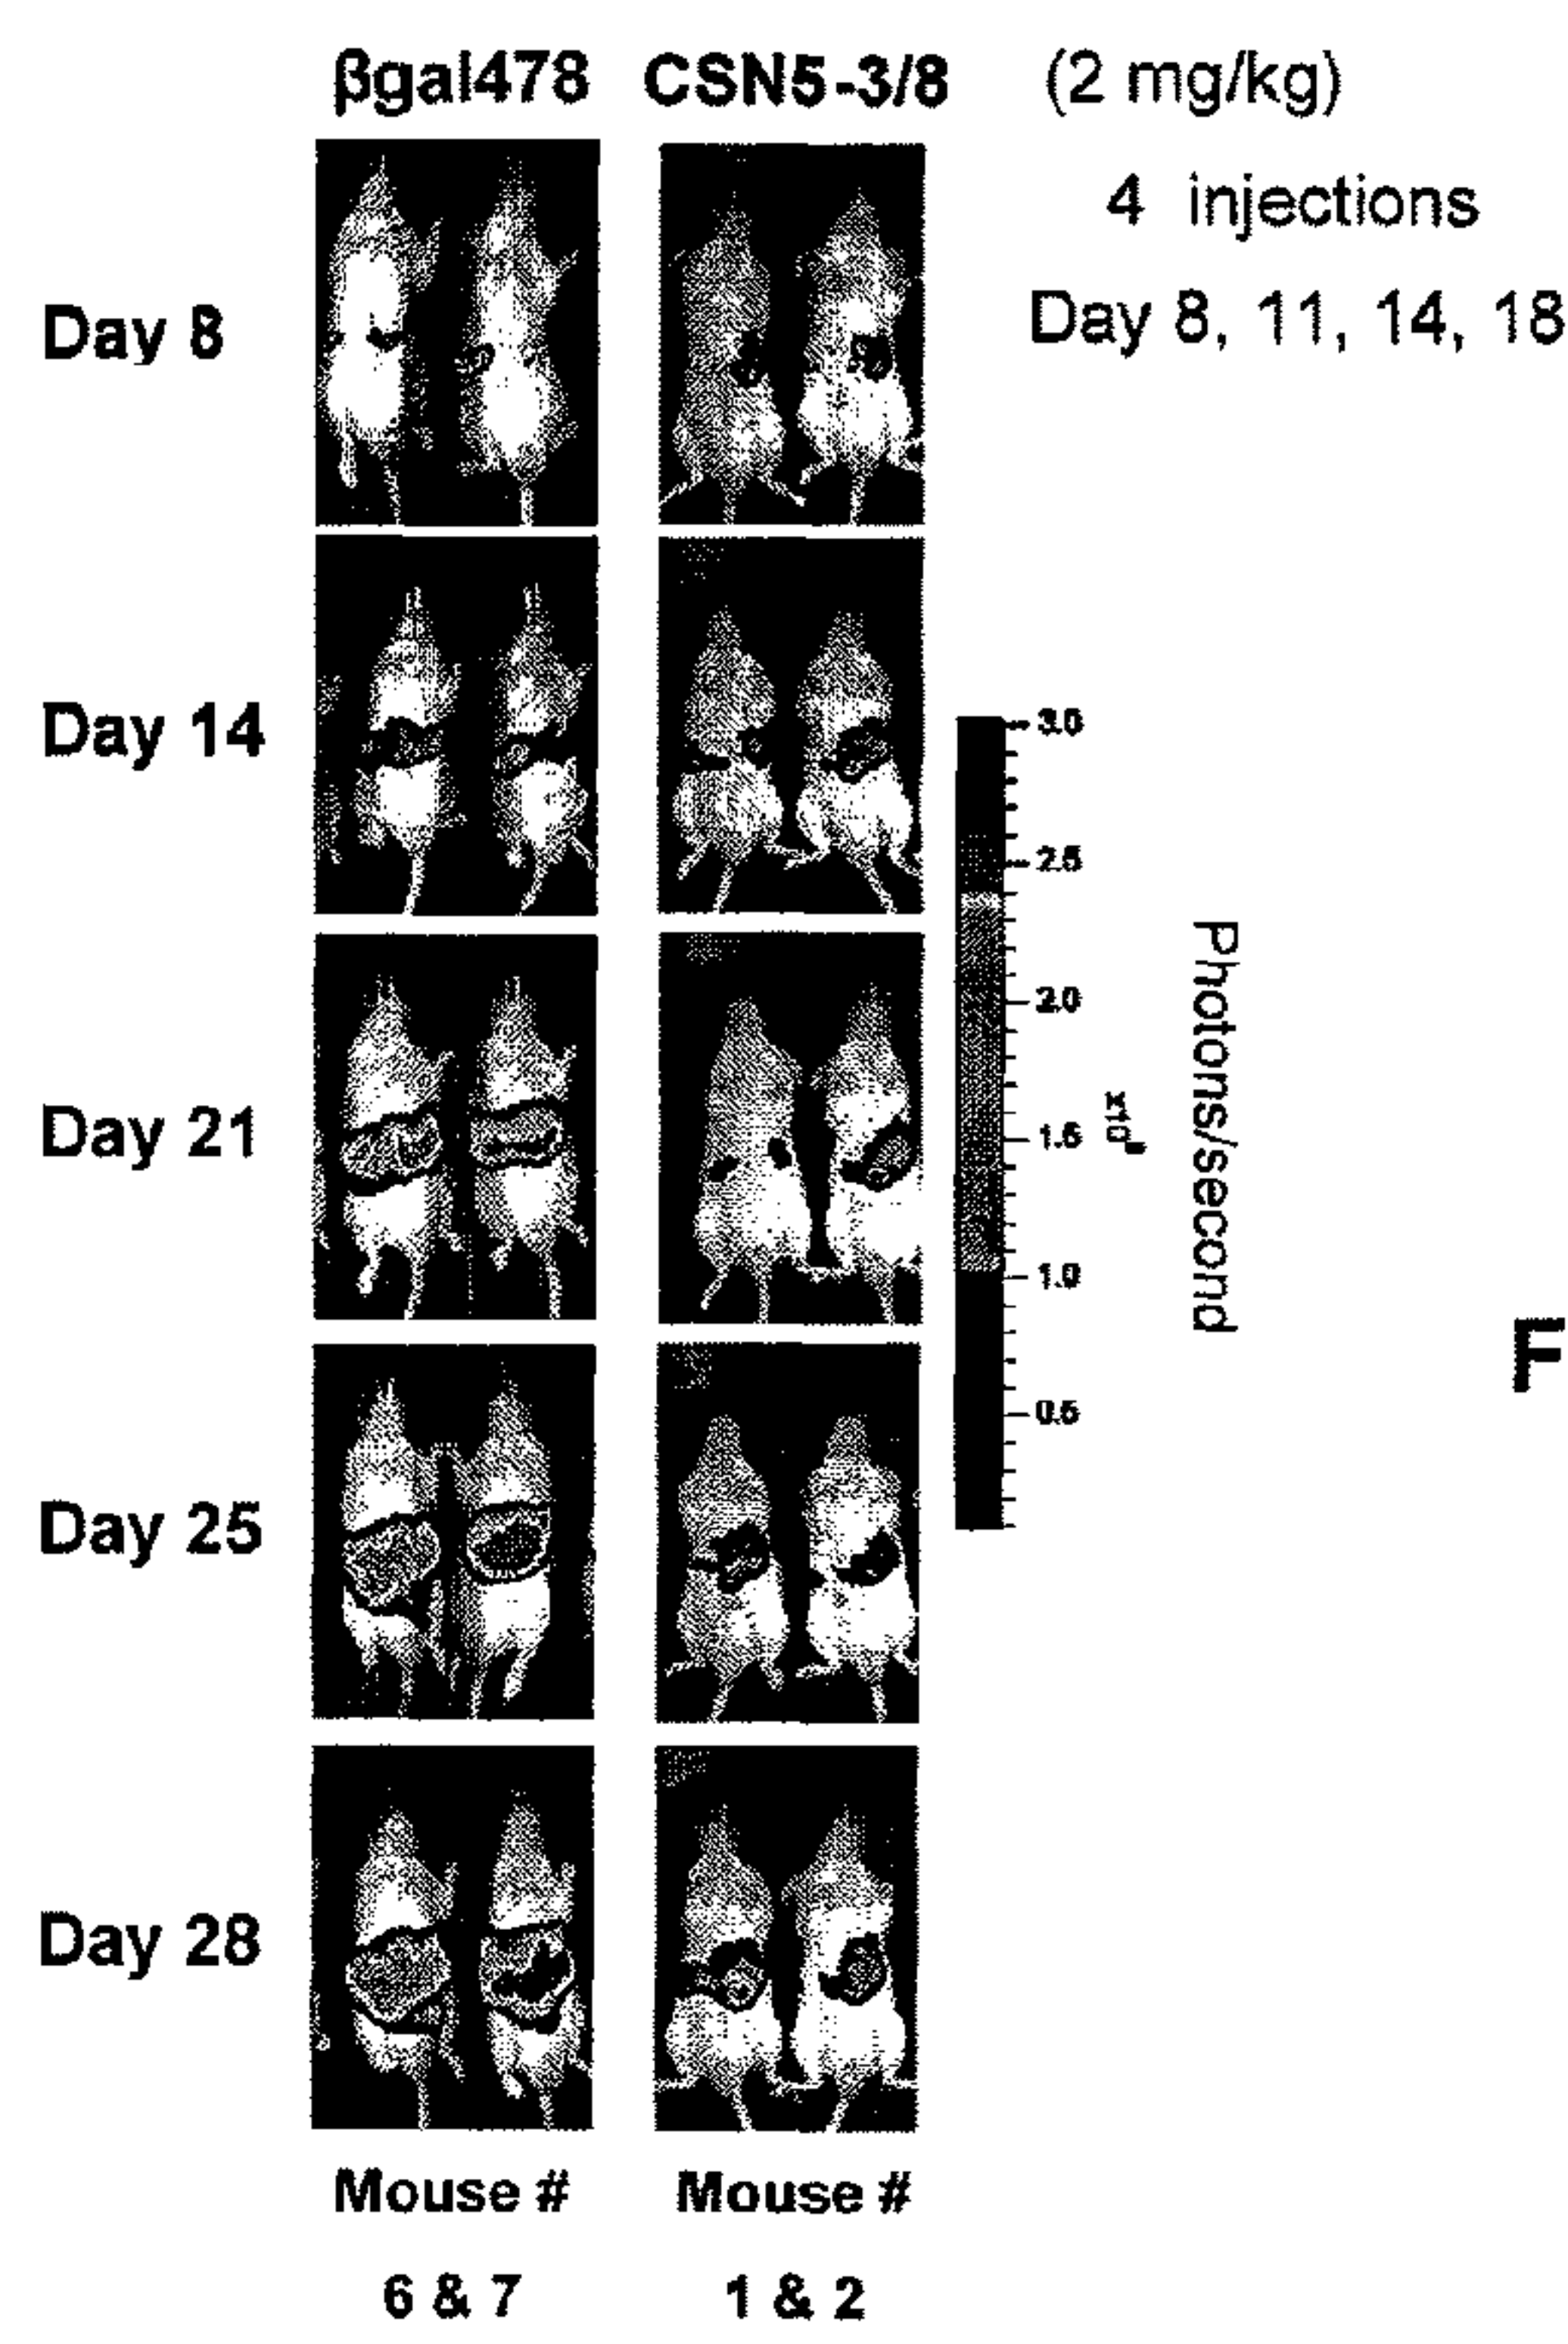 βgal478 CSN5-3/8 (2 mg/kg)
4 injections
Day 8, 11, 14, 18
Day 8
Day 14
Day 21
Day 25
Day 28
3.0
2.5
2.0
1.5
1.0
0.5
Photons/second
F
Mouse # Mouse #
6 & 7 1 & 2